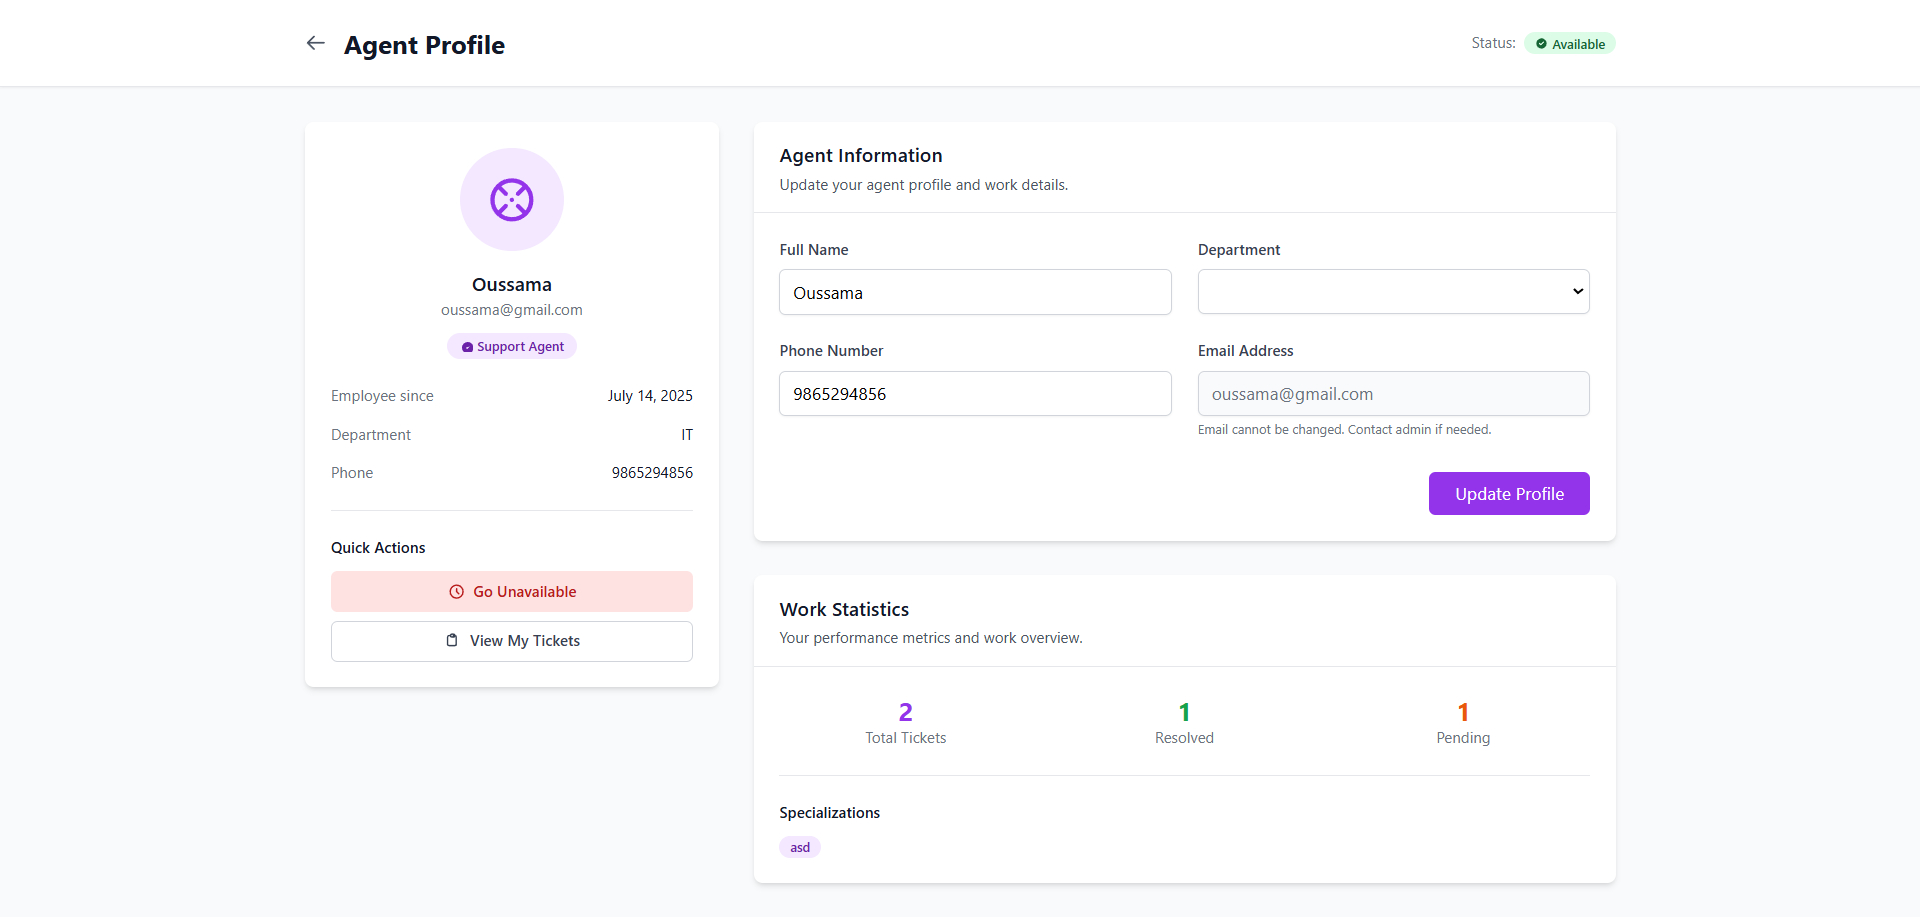 Agent Profile
Status: Available
Oussama
oussama@gmail.com
Support Agent
Employee since July 14, 2025
Department IT
Phone 9865294856
Quick Actions
Go Unavailable
View My Tickets
Agent Information
Update your agent profile and work details.
Full Name
Oussama
Department
Phone Number
9865294856
Email Address
oussama@gmail.com
Email cannot be changed. Contact admin if needed.
Update Profile
Work Statistics
Your performance metrics and work overview.
2 1 1
Total Tickets Resolved Pending
Specializations
asd